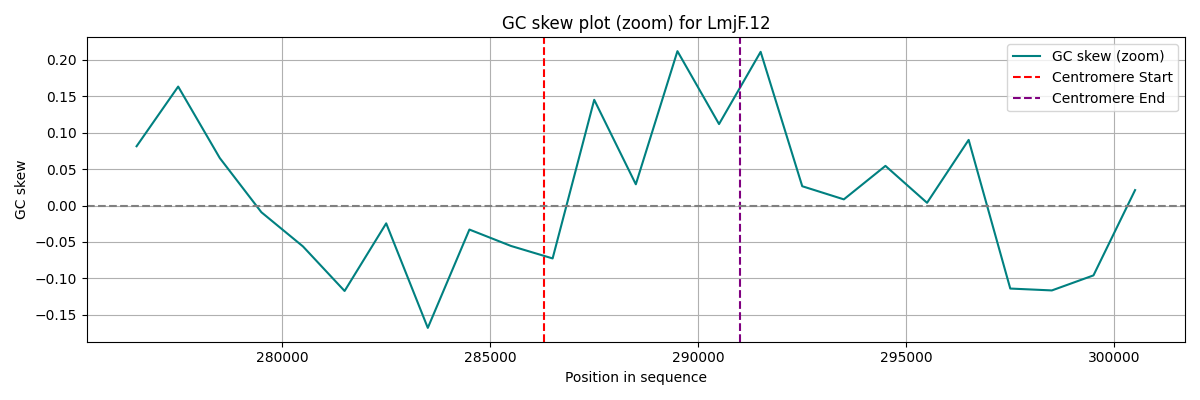 GC skew plot (zoom) for LmjF.12
GC skew (zoom)
Centromere Start
Centromere End
GC skew
0.20
0.15
0.10
0.05
0.00
−0.05
−0.10
−0.15
280000
285000
290000
295000
300000
Position in sequence